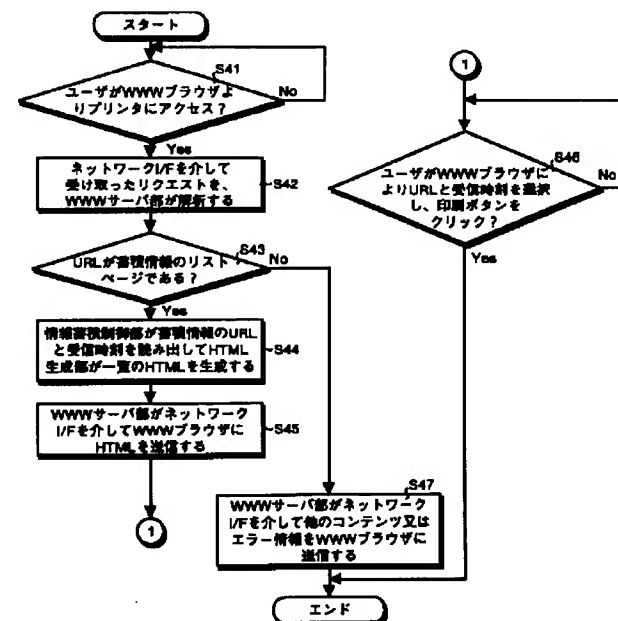 スタート
S41
ユーザがWWWブラウザよ
りプリンタにアクセス？
No
Yes
ネットワークI/Fを介して
受け取ったリクエストを、
WWWサーバ部が解析する
S42
S43
URLが蓄積情報のリスト
ページである？
No
Yes
情報蓄積制御部が蓄積情報のURL
と受信時刻を読み出してHTML
生成部が一覧のHTMLを生成する
S44
WWWサーバ部がネットワーク
I/Fを介してWWWブラウザに
HTMLを送信する
S45
1
1
S46
ユーザがWWWブラウザに
よりURLと受信時刻を選択
し、印刷ボタンを
クリック？
No
Yes
S47
WWWサーバ部がネットワーク
I/Fを介して他のコンテンツ又は
エラー情報をWWWブラウザに
送信する
エンド